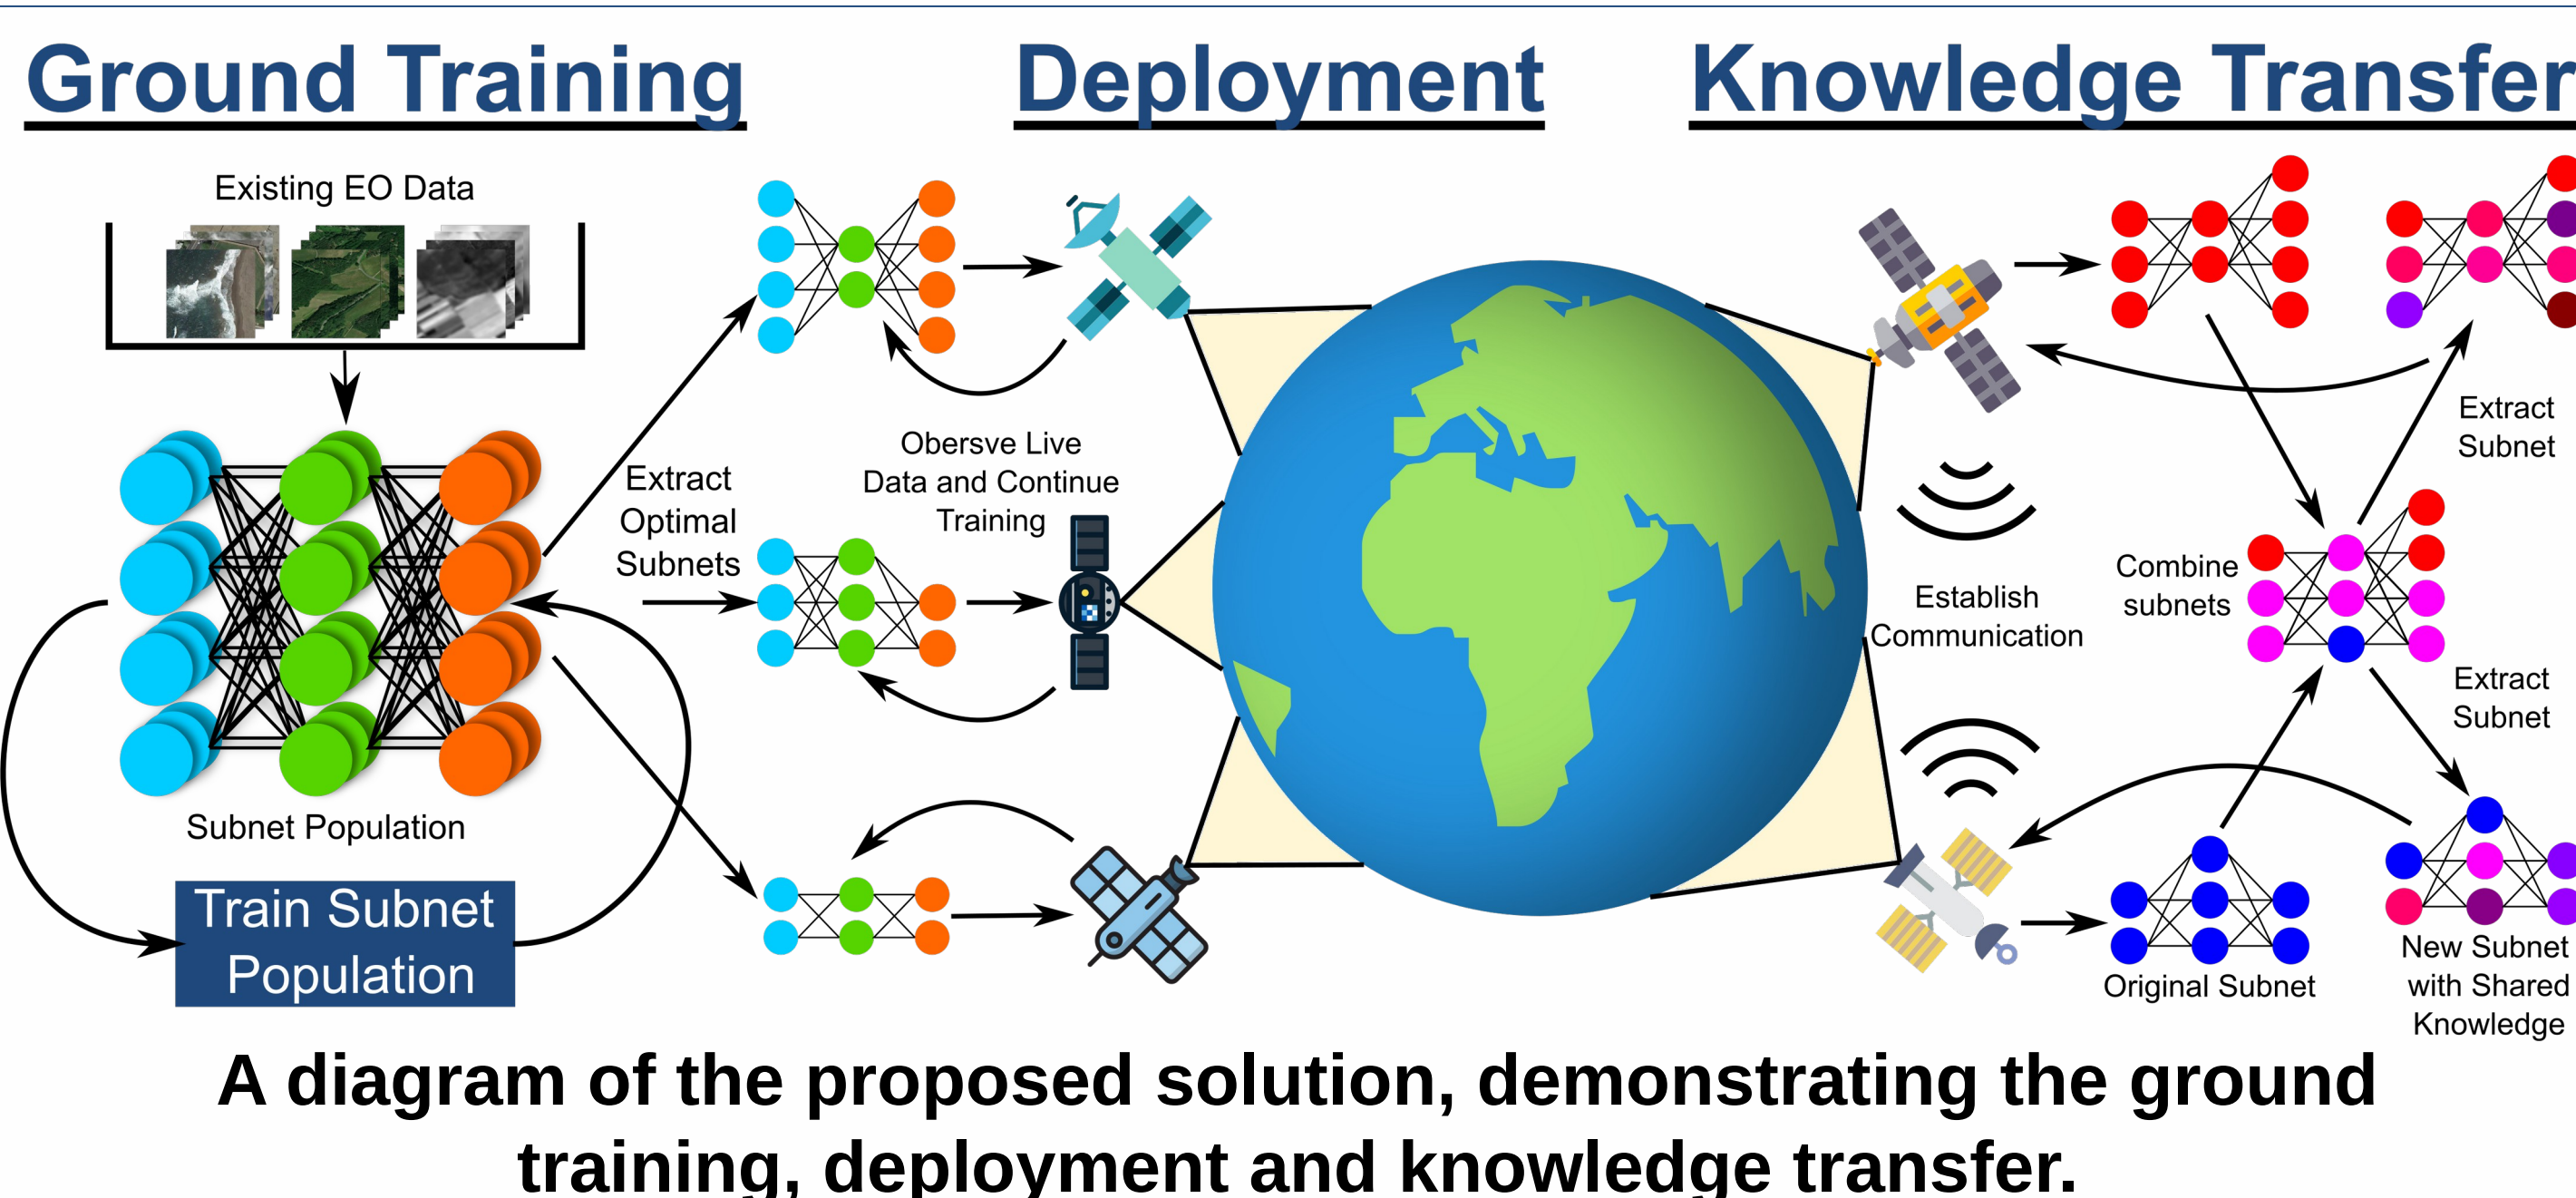 Ground Training
Deployment
Knowledge Transfer
Existing EO Data
Subnet Population
Train Subnet
Population
Extract
Optimal
Subnets
Obersve Live
Data and Continue
Training
Establish
Communication
Combine
subnets
Extract
Subnet
Extract
Subnet
Original Subnet
New Subnet
with Shared
Knowledge
A diagram of the proposed solution, demonstrating the ground
training, deployment and knowledge transfer.